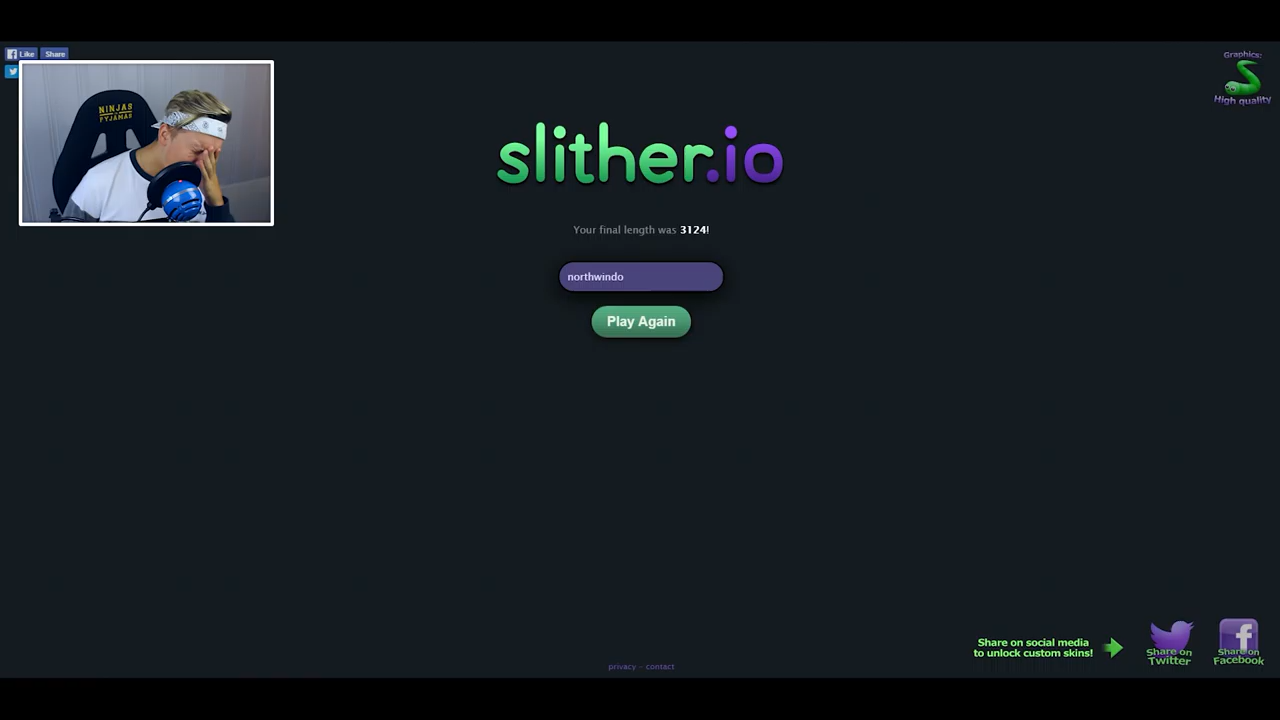 Like Share
NINJAS
PYJAMAS
Graphics:
High quality
slither.io
Your final length was 3124!
northwindo
Play Again
Share on social media
to unlock custom skins!
Share on
Twitter
Share on
Facebook
privacy - contact